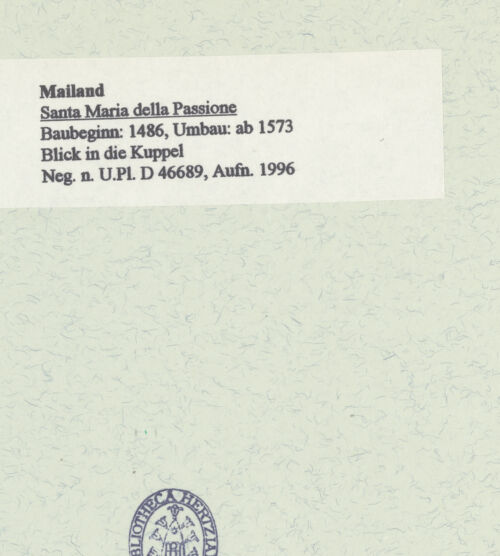 Mailand
Santa Maria della Passione
Baubeginn: 1486, Umbau: ab 1573
Blick in die Kuppel
Neg. n. U.Pl. D 46689, Aufn. 1996
BIBLIOTHECA HERTZIA